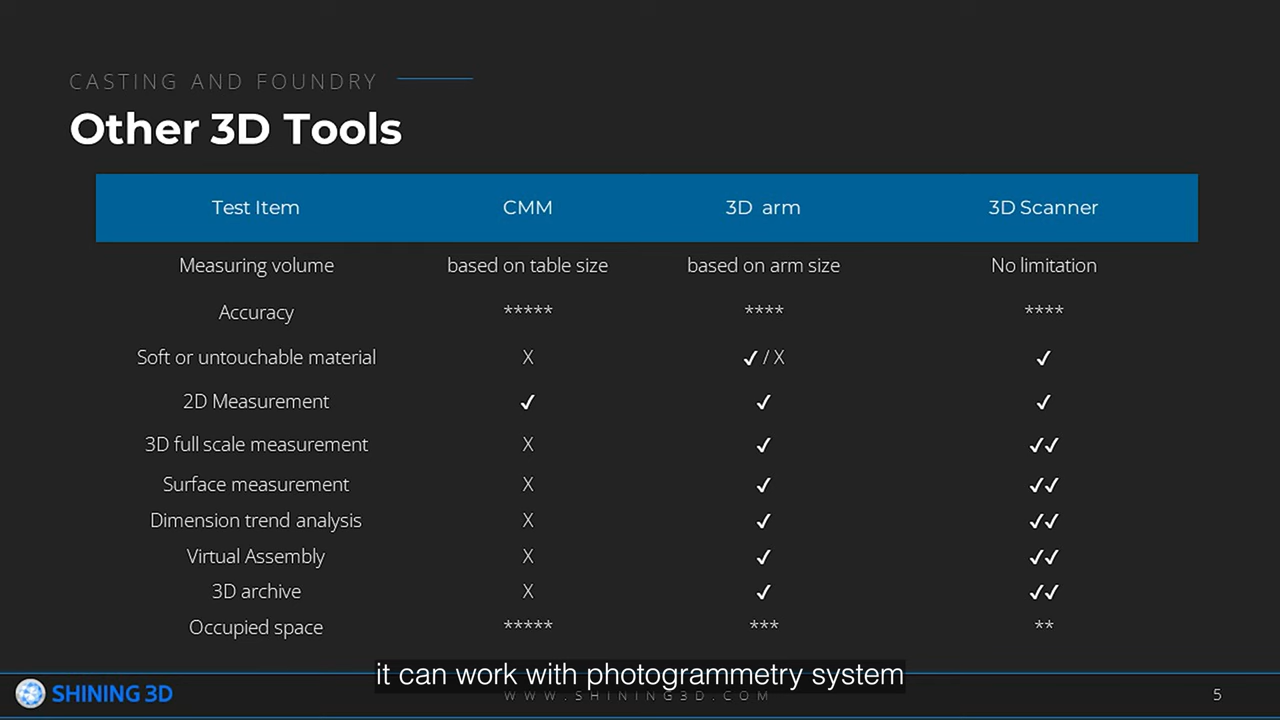 CASTING AND FOUNDRY
Other 3D Tools
Test Item CMM 3D arm 3D Scanner
Measuring volume based on table size based on arm size No limitation
Accuracy ***** **** ****
Soft or untouchable material X ✓ / X ✓
2D Measurement ✓ ✓ ✓
3D full scale measurement X ✓ ✓✓
Surface measurement X ✓ ✓✓
Dimension trend analysis X ✓ ✓✓
Virtual Assembly X ✓ ✓✓
3D archive X ✓ ✓✓
Occupied space ***** *** **
it can work with photogrammetry system
SHINING 3D WWW.SHINING3D.COM 5